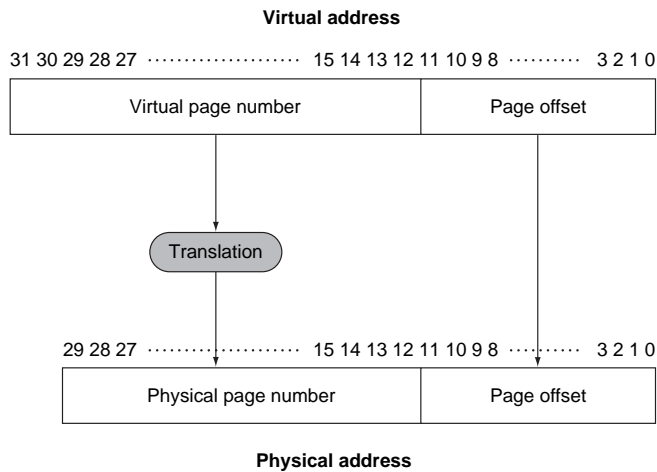 Virtual address
31 30 29 28 27 ····················· 15 14 13 12 11 10 9 8 ·········· 3 2 1 0
Virtual page number Page offset
Translation
29 28 27 ····················· 15 14 13 12 11 10 9 8 ·········· 3 2 1 0
Physical page number Page offset
Physical address